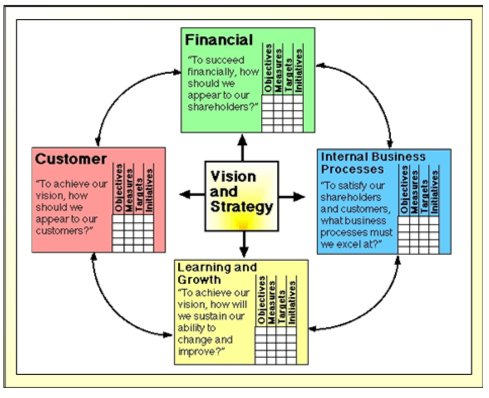 Financial
"To succeed
financially, how
should we
appear to our
shareholders?"
Objectives
Measures
Targets
Initiatives
Customer
"To achieve our
vision, how
should we
appear to our
customers?"
Objectives
Measures
Targets
Initiatives
Vision
and
Strategy
Internal Business
Processes
"To satisfy our
shareholders
and customers,
what business
processes must
we excel at?"
Objectives
Measures
Targets
Initiatives
Learning and
Growth
"To achieve our
vision, how will
we sustain our
ability to
change and
improve?"
Objectives
Measures
Targets
Initiatives